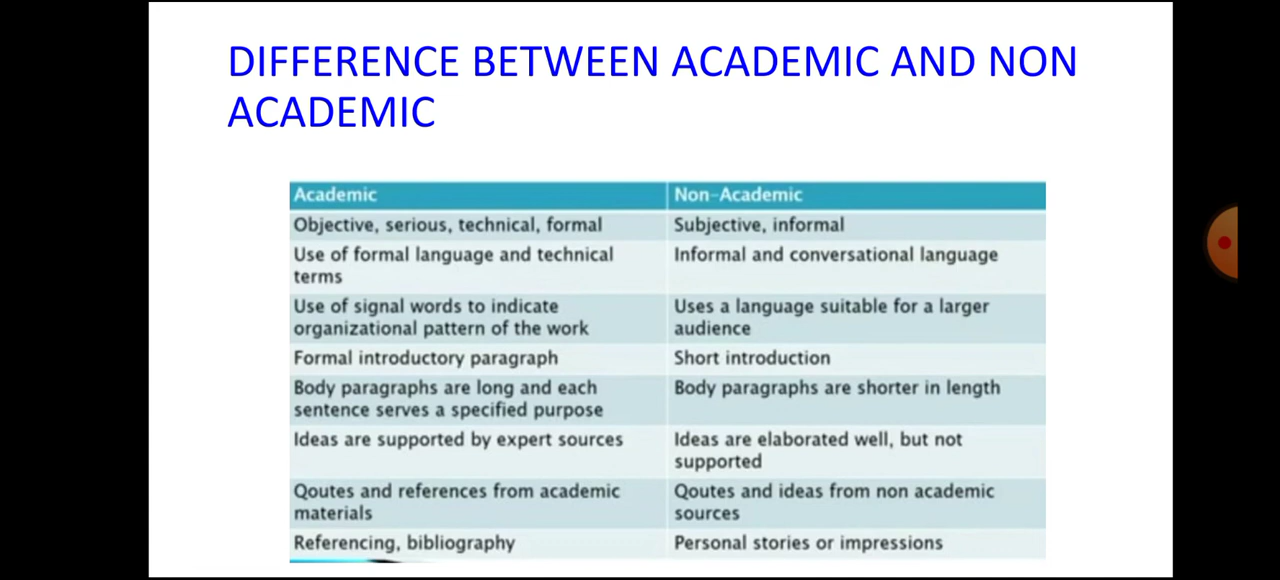 DIFFERENCE BETWEEN ACADEMIC AND NON
ACADEMIC
Academic
Non-Academic
Objective, serious, technical, formal
Subjective, informal
Use of formal language and technical
terms
Informal and conversational language
Use of signal words to indicate
organizational pattern of the work
Uses a language suitable for a larger
audience
Formal introductory paragraph
Short introduction
Body paragraphs are long and each
sentence serves a specified purpose
Body paragraphs are shorter in length
Ideas are supported by expert sources
Ideas are elaborated well, but not
supported
Qoutes and references from academic
materials
Qoutes and ideas from non academic
sources
Referencing, bibliography
Personal stories or impressions